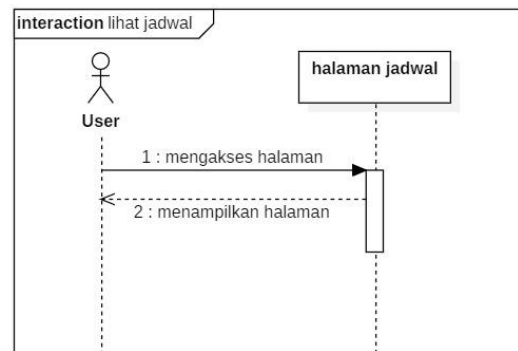 interaction lihat jadwal
halaman jadwal
User
1 : mengakses halaman
2 : menampilkan halaman